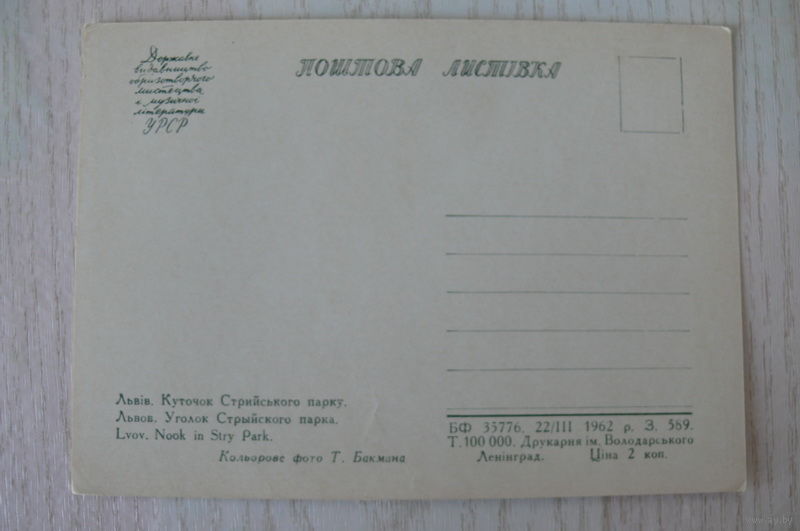 Державне
видавництво
образотворчого
мистецтва
і музичної
літератури
УРСР
ПОШТОВА ЛИСТІВКА
Львів. Куточок Стрийського парку.
Львов. Уголок Стрыйского парка.
Lvov. Nook in Stry Park.
Кольорове фото Т. Бакмана
БФ 35776. 22/III 1962 р. З. 589.
Т. 100 000. Друкарня ім. Володарського
Ленінград. Ціна 2 коп.